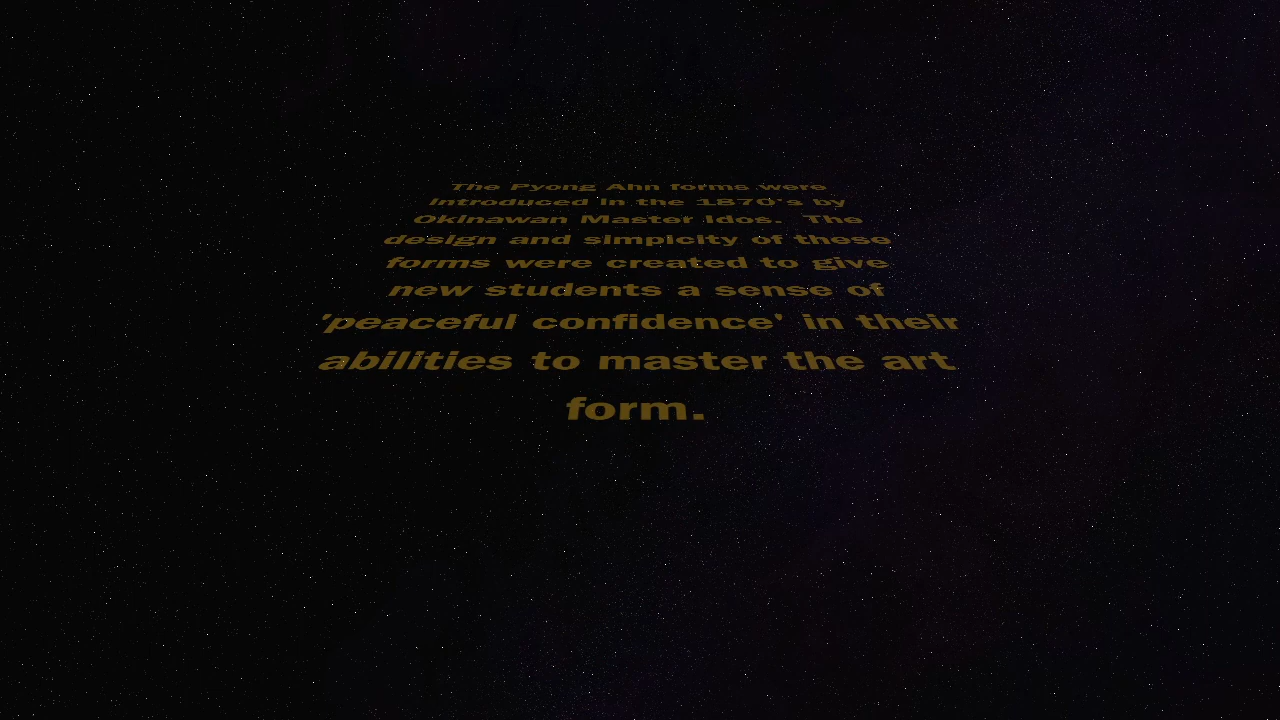 The Pyong Ahn forms were
introduced in the 1870's by
Okinawan Master Idos.  The
design and simpicity of these
forms were created to give
new students a sense of
'peaceful confidence' in their
abilities to master the art
form.